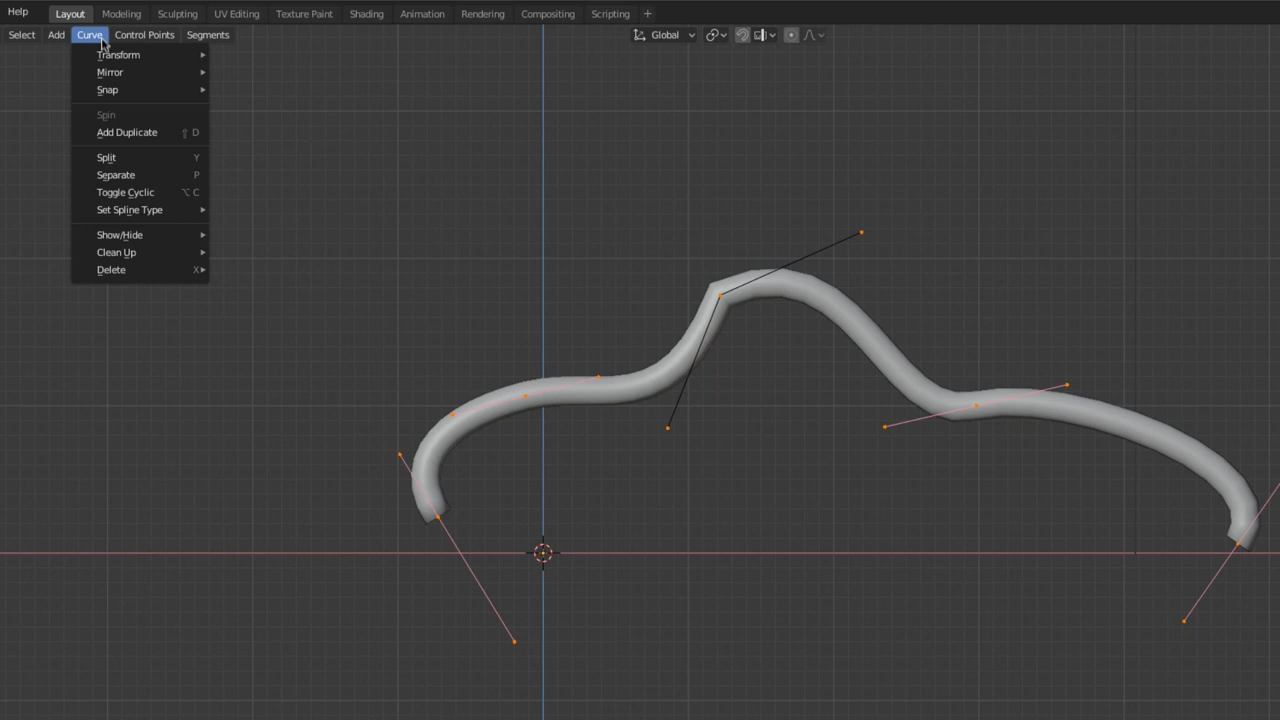 Help Layout Modeling Sculpting UV Editing Texture Paint Shading Animation Rendering Compositing Scripting +
Select Add Curve Control Points Segments Global
Transform
Mirror
Snap
Spin
Add Duplicate ⇧ D
Split Y
Separate P
Toggle Cyclic ⌥ C
Set Spline Type
Show/Hide
Clean Up
Delete X